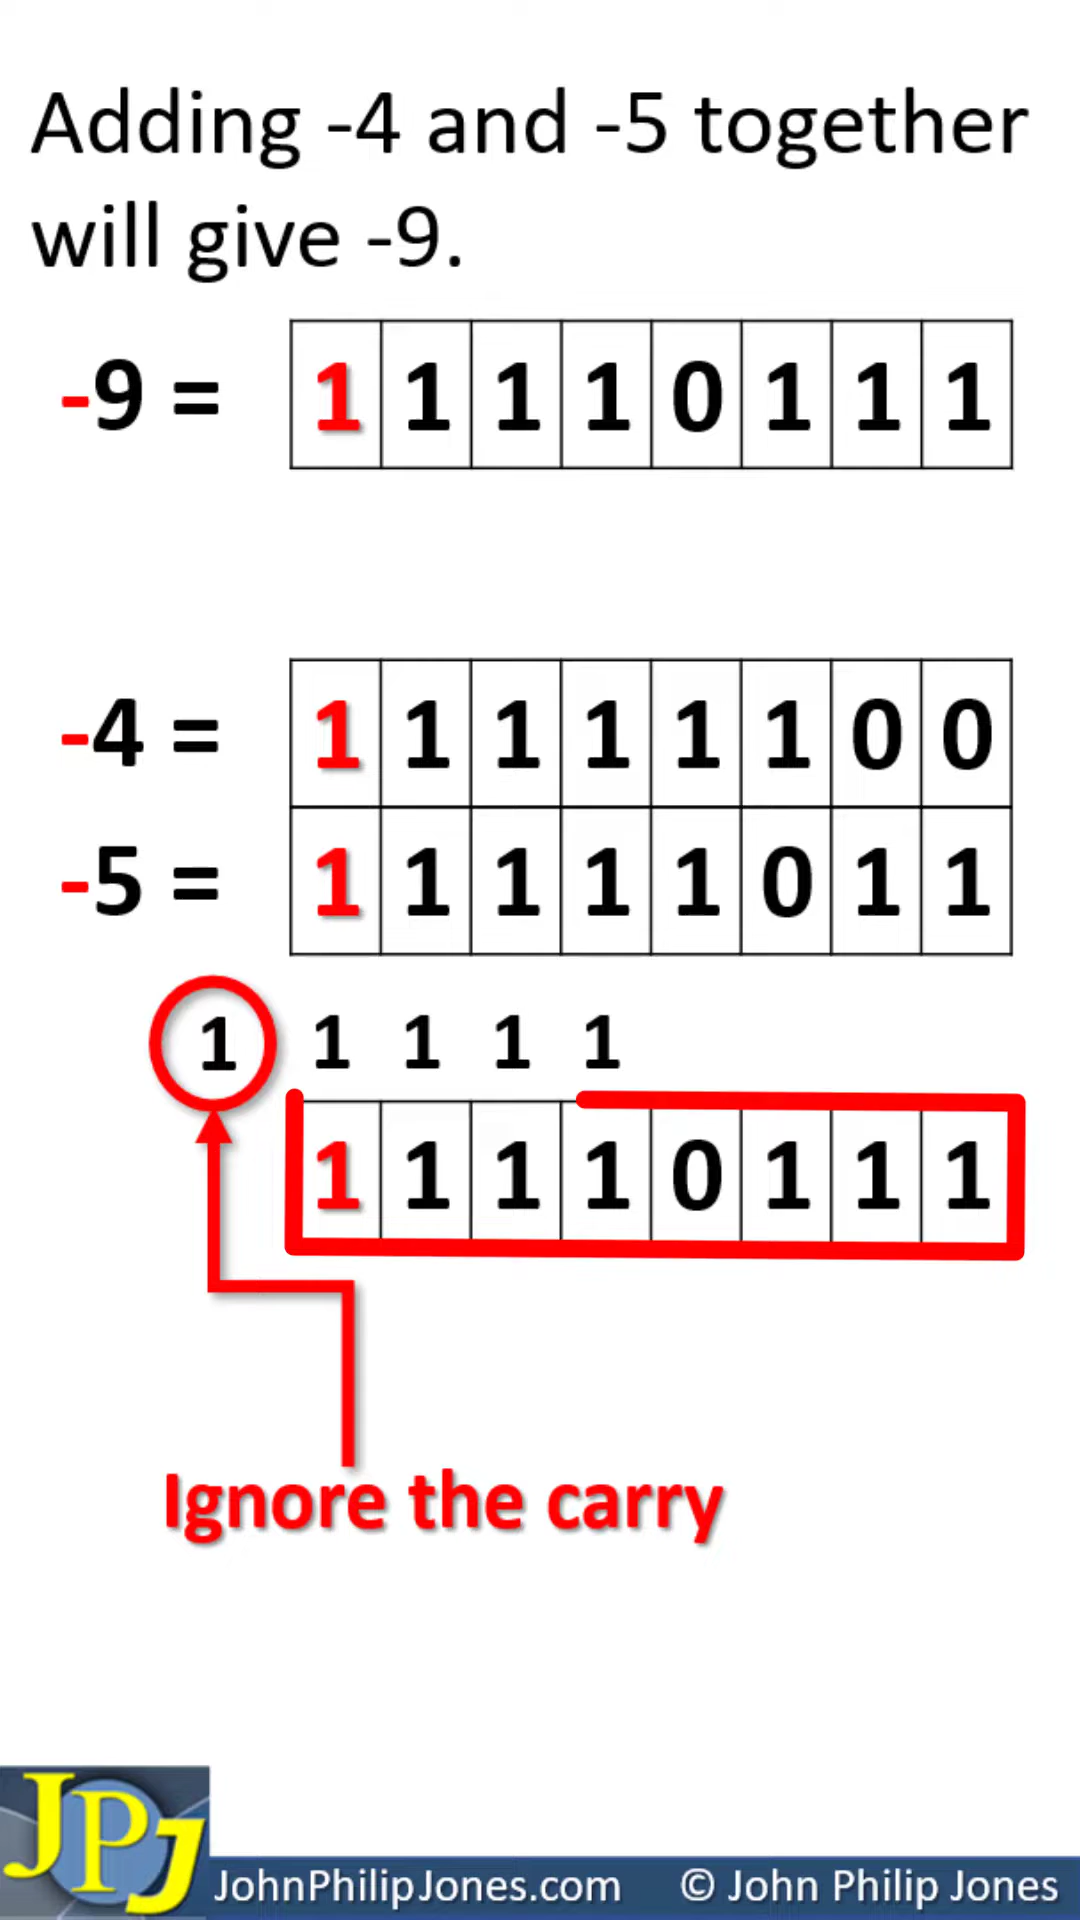 Adding -4 and -5 together
will give -9.
-9 = 1 1 1 1 0 1 1 1
-4 = 1 1 1 1 1 1 0 0
-5 = 1 1 1 1 1 0 1 1
1 1 1 1 1
1 1 1 1 0 1 1 1
Ignore the carry
JPJ
JohnPhilipJones.com © John Philip Jones